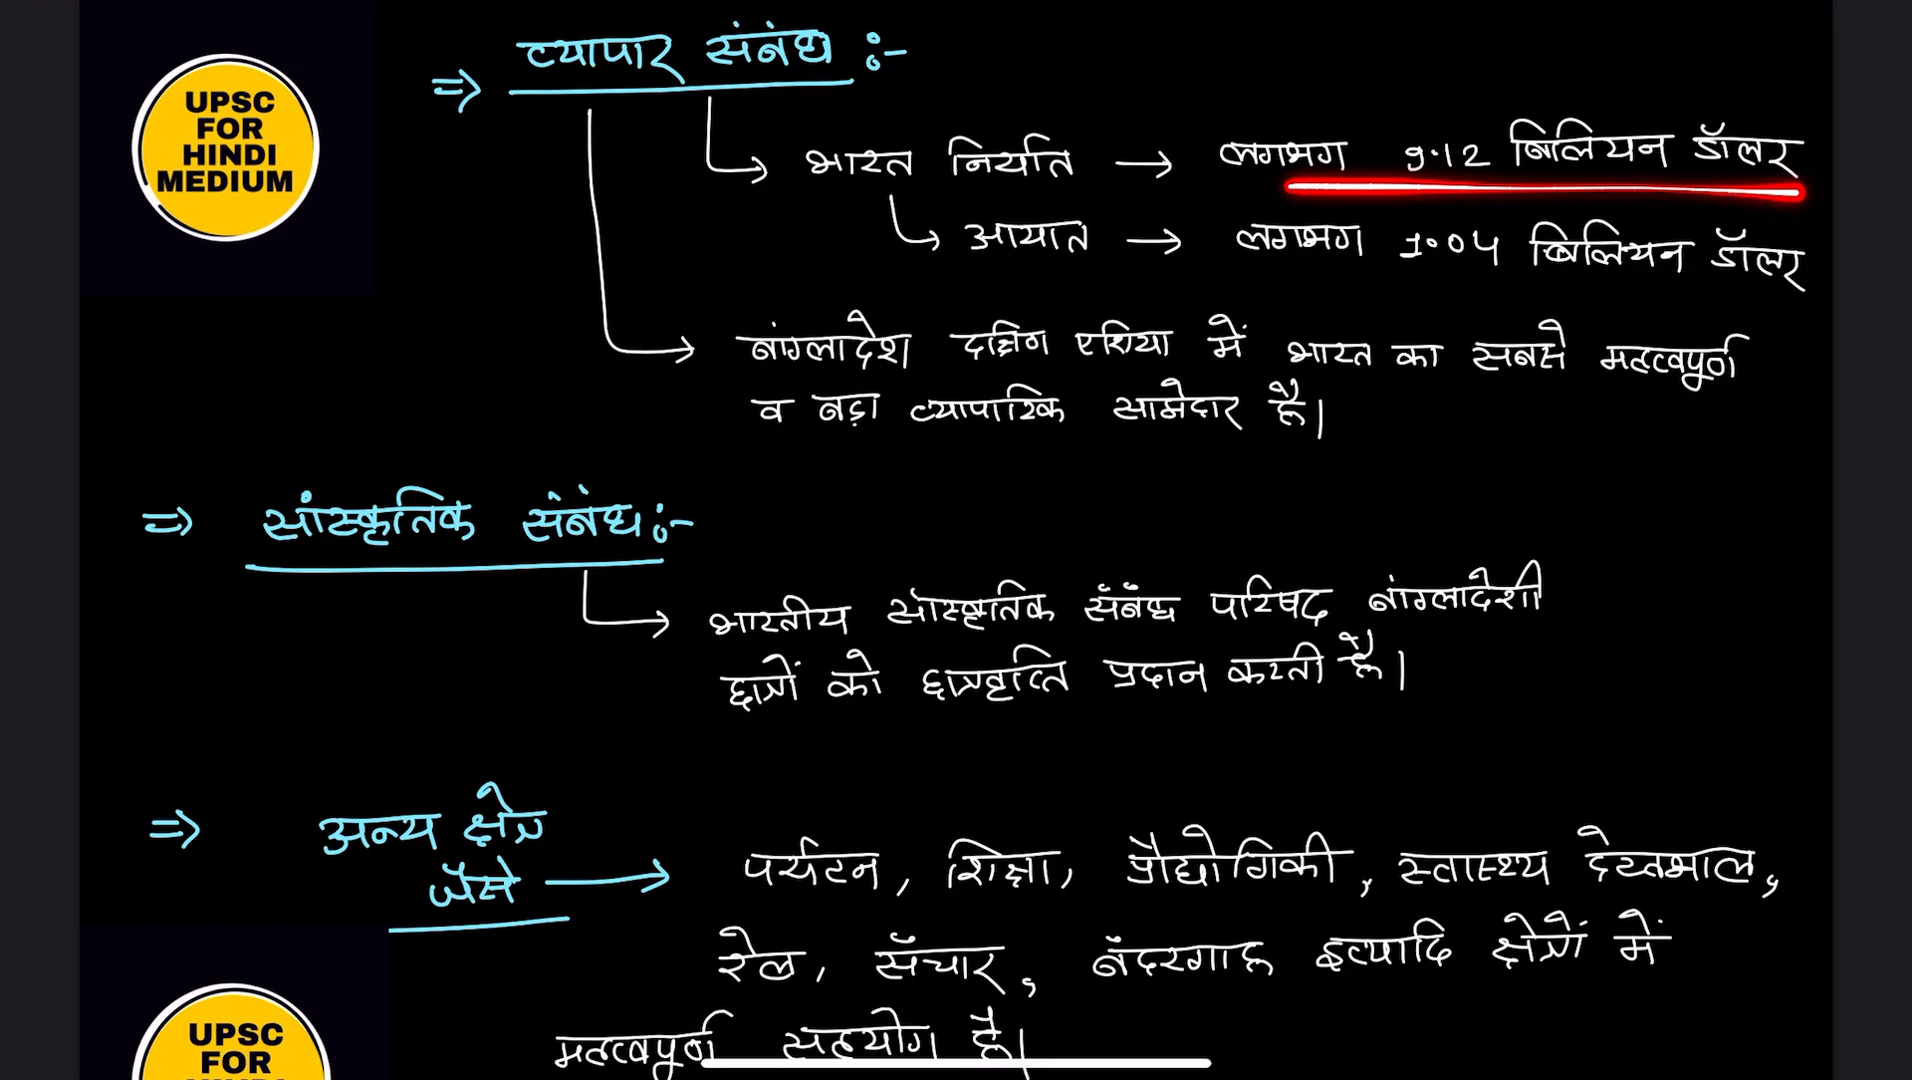 UPSC
FOR
HINDI
MEDIUM
=> व्यापार संबंध :-
भारत निर्यात → लगभग 9.12 बिलियन डॉलर
आयात → लगभग 1.04 बिलियन डॉलर
बांग्लादेश दक्षिण एशिया में भारत का सबसे महत्वपूर्ण
व बड़ा व्यापारिक साझेदार है।
=> सांस्कृतिक संबंध :-
भारतीय सांस्कृतिक संबंध परिषद बांग्लादेशी
छात्रों को छात्रवृत्ति प्रदान करती है।
=> अन्य क्षेत्र
जैसे → पर्यटन, शिक्षा, प्रौद्योगिकी, स्वास्थ्य देखभाल,
रेल, संचार, बंदरगाह इत्यादि क्षेत्रों में
महत्वपूर्ण सहयोग है।
UPSC
FOR